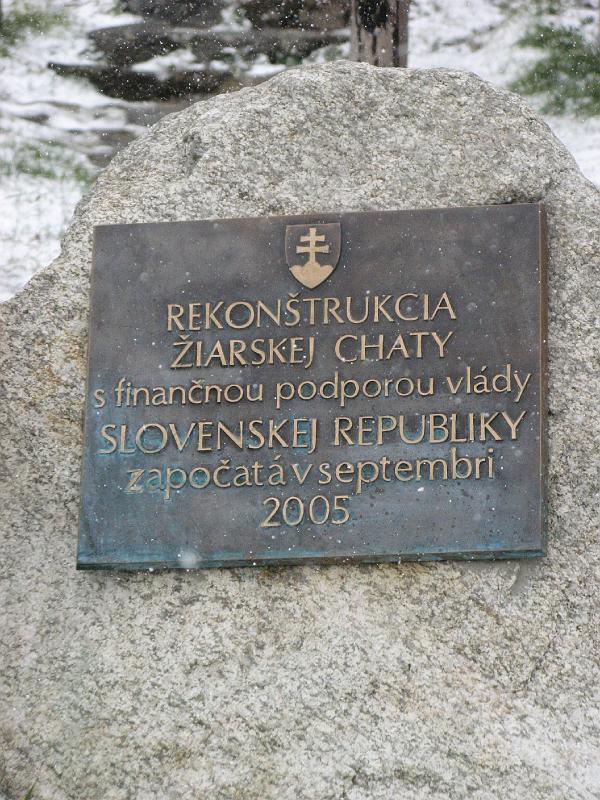 REKONŠTRUKCIA
ŽIARSKEJ CHATY
s finančnou podporou vlády
SLOVENSKEJ REPUBLIKY
započatá v septembri
2005